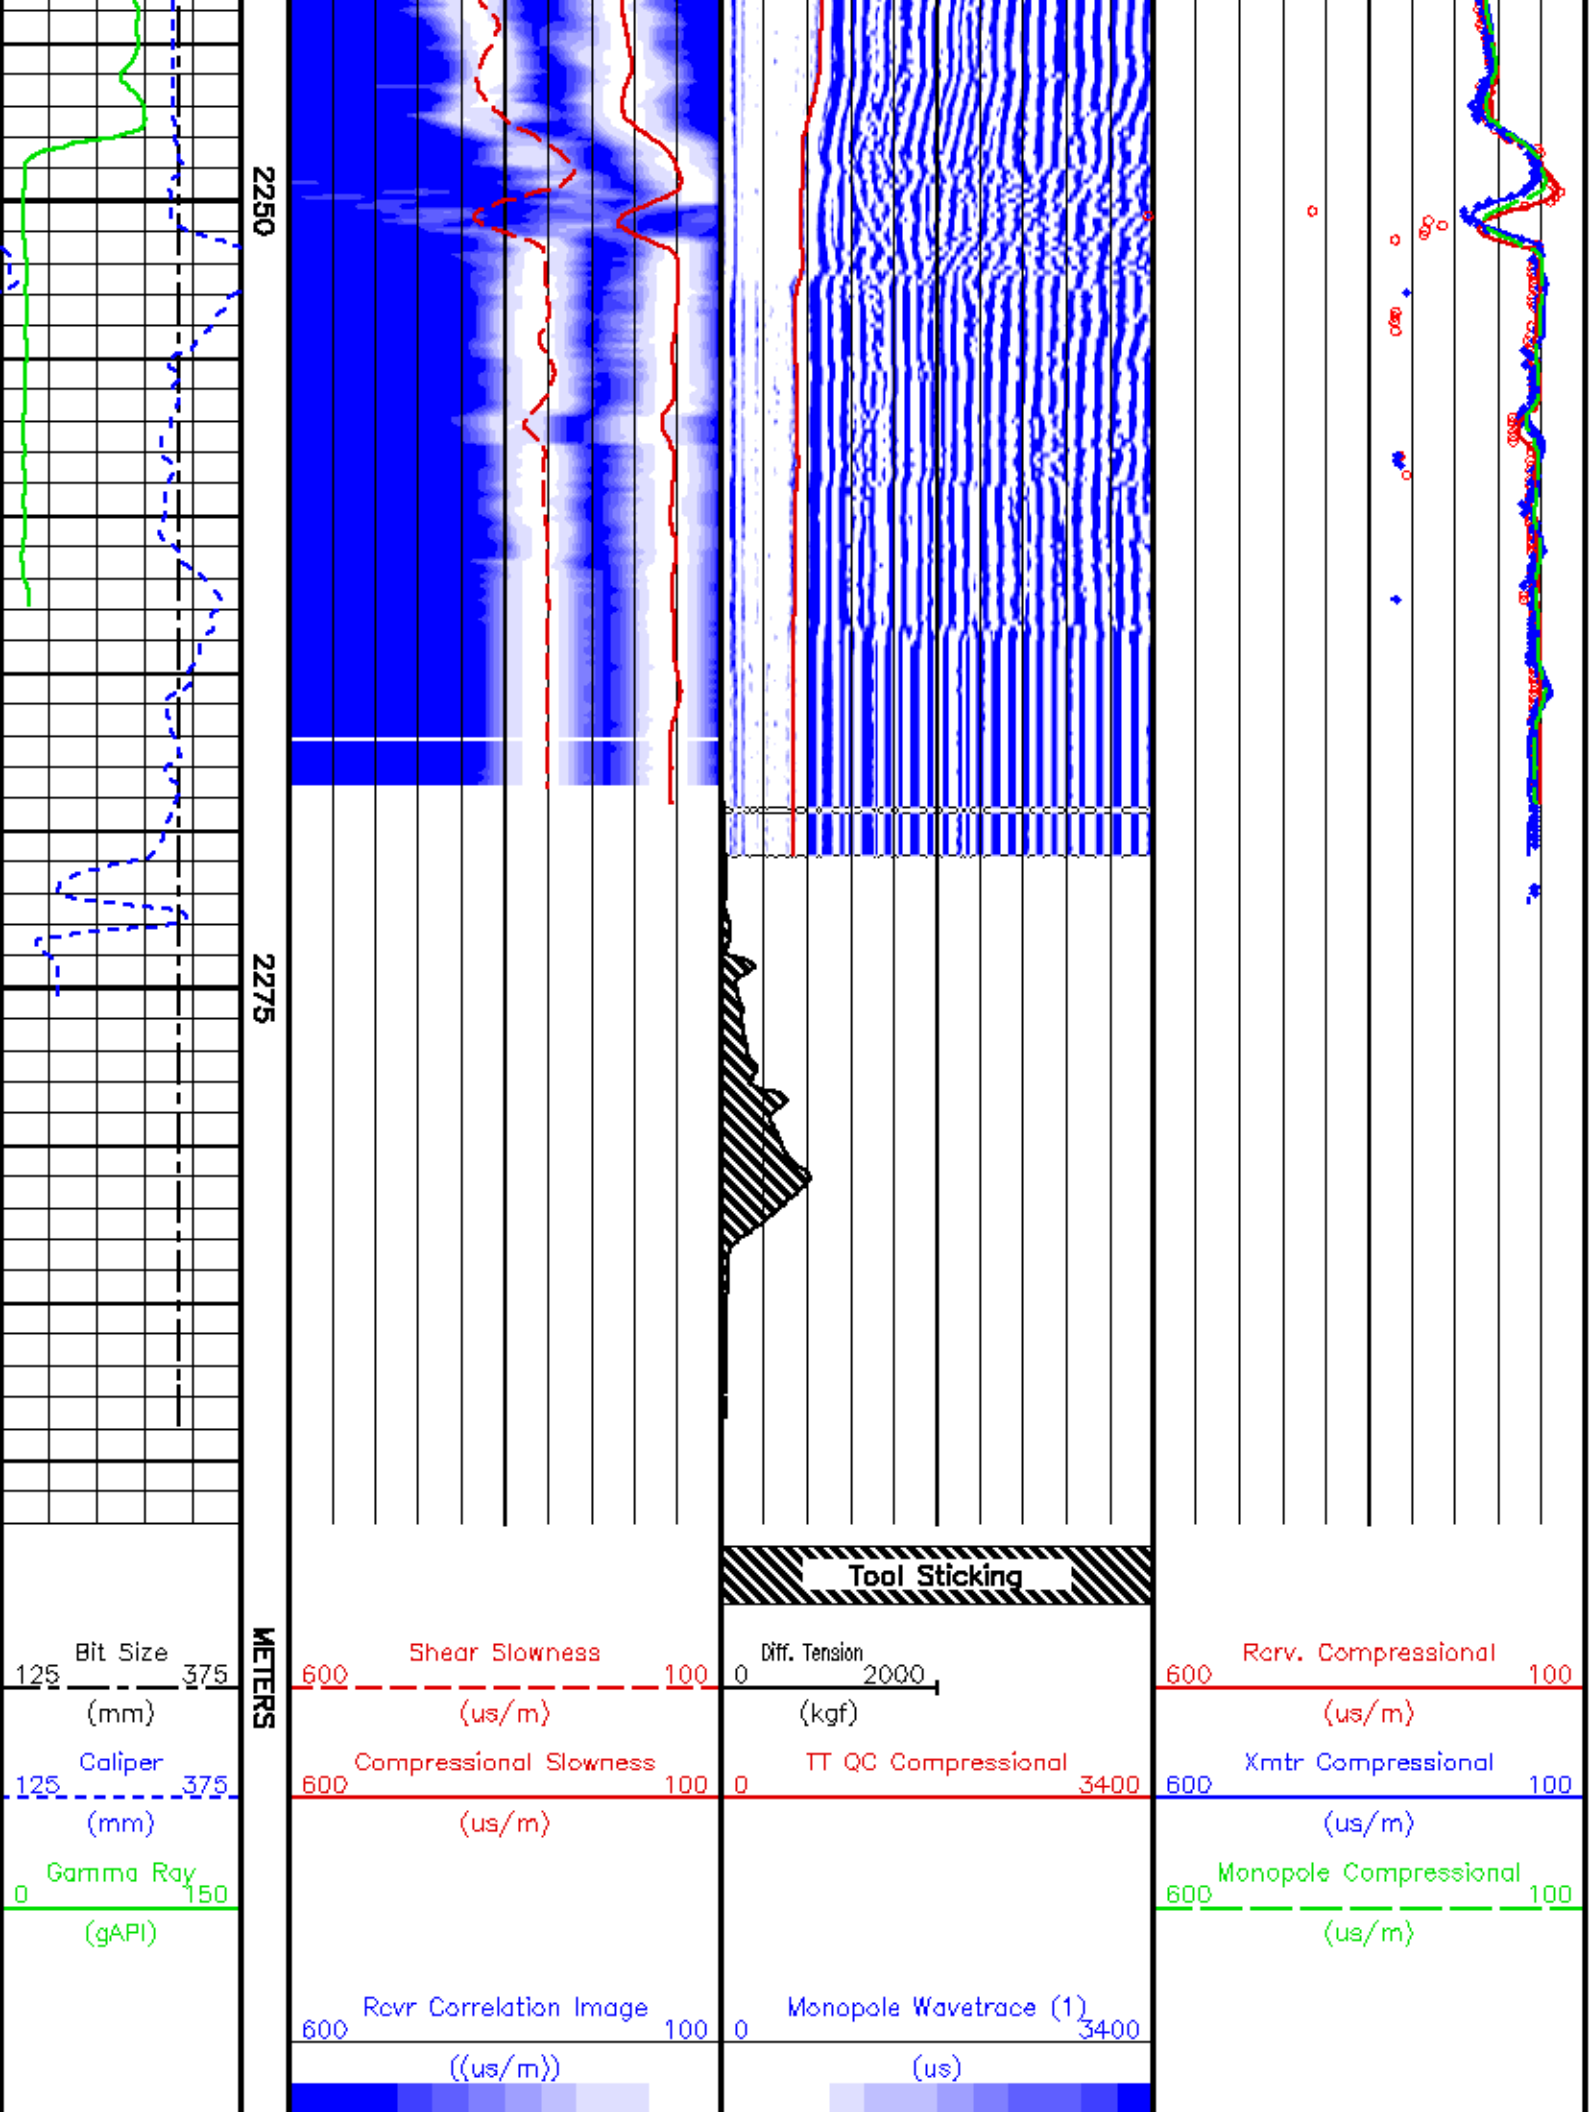 2250
2275
METERS
Tool Sticking
Bit Size
125 375
(mm)
Caliper
125 375
(mm)
Gamma Ray
0 150
(gAPI)
Shear Slowness
600 100
(us/m)
Compressional Slowness
600 100
(us/m)
Rcvr Correlation Image
600 100
((us/m))
Diff. Tension
0 2000
(kgf)
TT QC Compressional
0 3400
(us/m)
Monopole Wavetrace (1)
0 3400
(us)
Rcrv. Compressional
600 100
(us/m)
Xmtr Compressional
600 100
(us/m)
Monopole Compressional
600 100
(us/m)